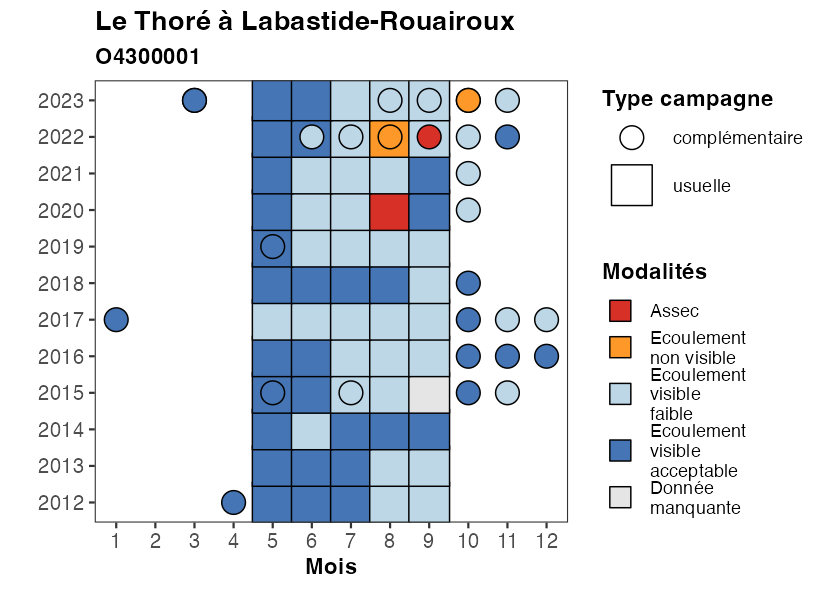 Le Thoré à Labastide-Rouairoux
O4300001
2023
2022
2021
2020
2019
2018
2017
2016
2015
2014
2013
2012
1 2 3 4 5 6 7 8 9 10 11 12
Mois
Type campagne
complémentaire
usuelle
Modalités
Assec
Ecoulement
non visible
Ecoulement
visible
faible
Ecoulement
visible
acceptable
Donnée
manquante